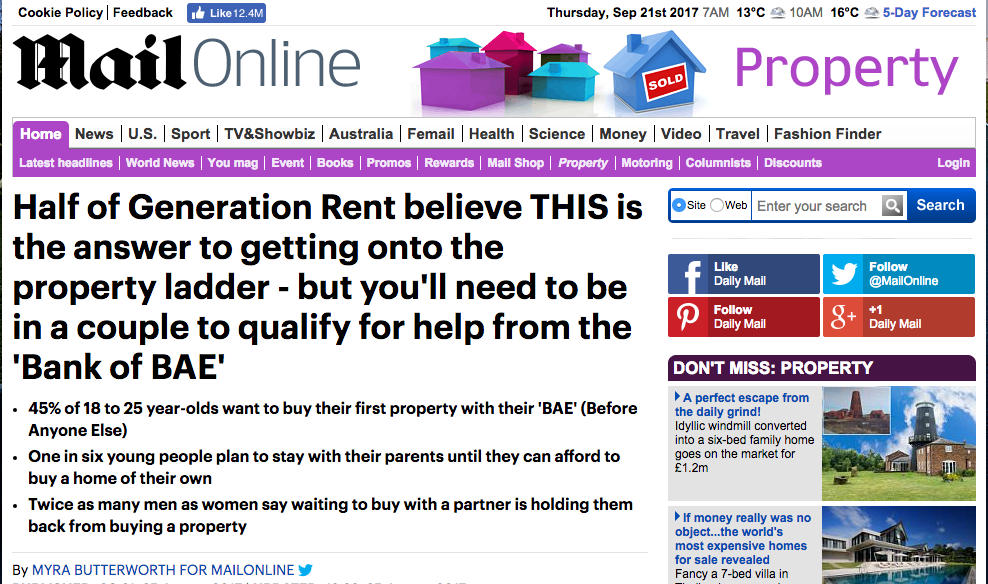 Cookie Policy Feedback Like 12.4M Thursday, Sep 21st 2017 7AM 13°C 10AM 16°C 5-Day Forecast
Mail Online SOLD Property
Home News U.S. Sport TV&Showbiz Australia Femail Health Science Money Video Travel Fashion Finder
Latest headlines World News You mag Event Books Promos Rewards Mail Shop Property Motoring Columnists Discounts Login
Half of Generation Rent believe THIS is
the answer to getting onto the
property ladder - but you'll need to be
in a couple to qualify for help from the
'Bank of BAE'
• 45% of 18 to 25 year-olds want to buy their first property with their 'BAE' (Before
Anyone Else)
• One in six young people plan to stay with their parents until they can afford to
buy a home of their own
• Twice as many men as women say waiting to buy with a partner is holding them
back from buying a property
By MYRA BUTTERWORTH FOR MAILONLINE
Site Web Enter your search Search
Like
Daily Mail
Follow
@MailOnline
Follow
Daily Mail
+1
Daily Mail
DON'T MISS: PROPERTY
A perfect escape from
the daily grind!
Idyllic windmill converted
into a six-bed family home
goes on the market for
£1.2m
If money really was no
object...the world's
most expensive homes
for sale revealed
Fancy a 7-bed villa in